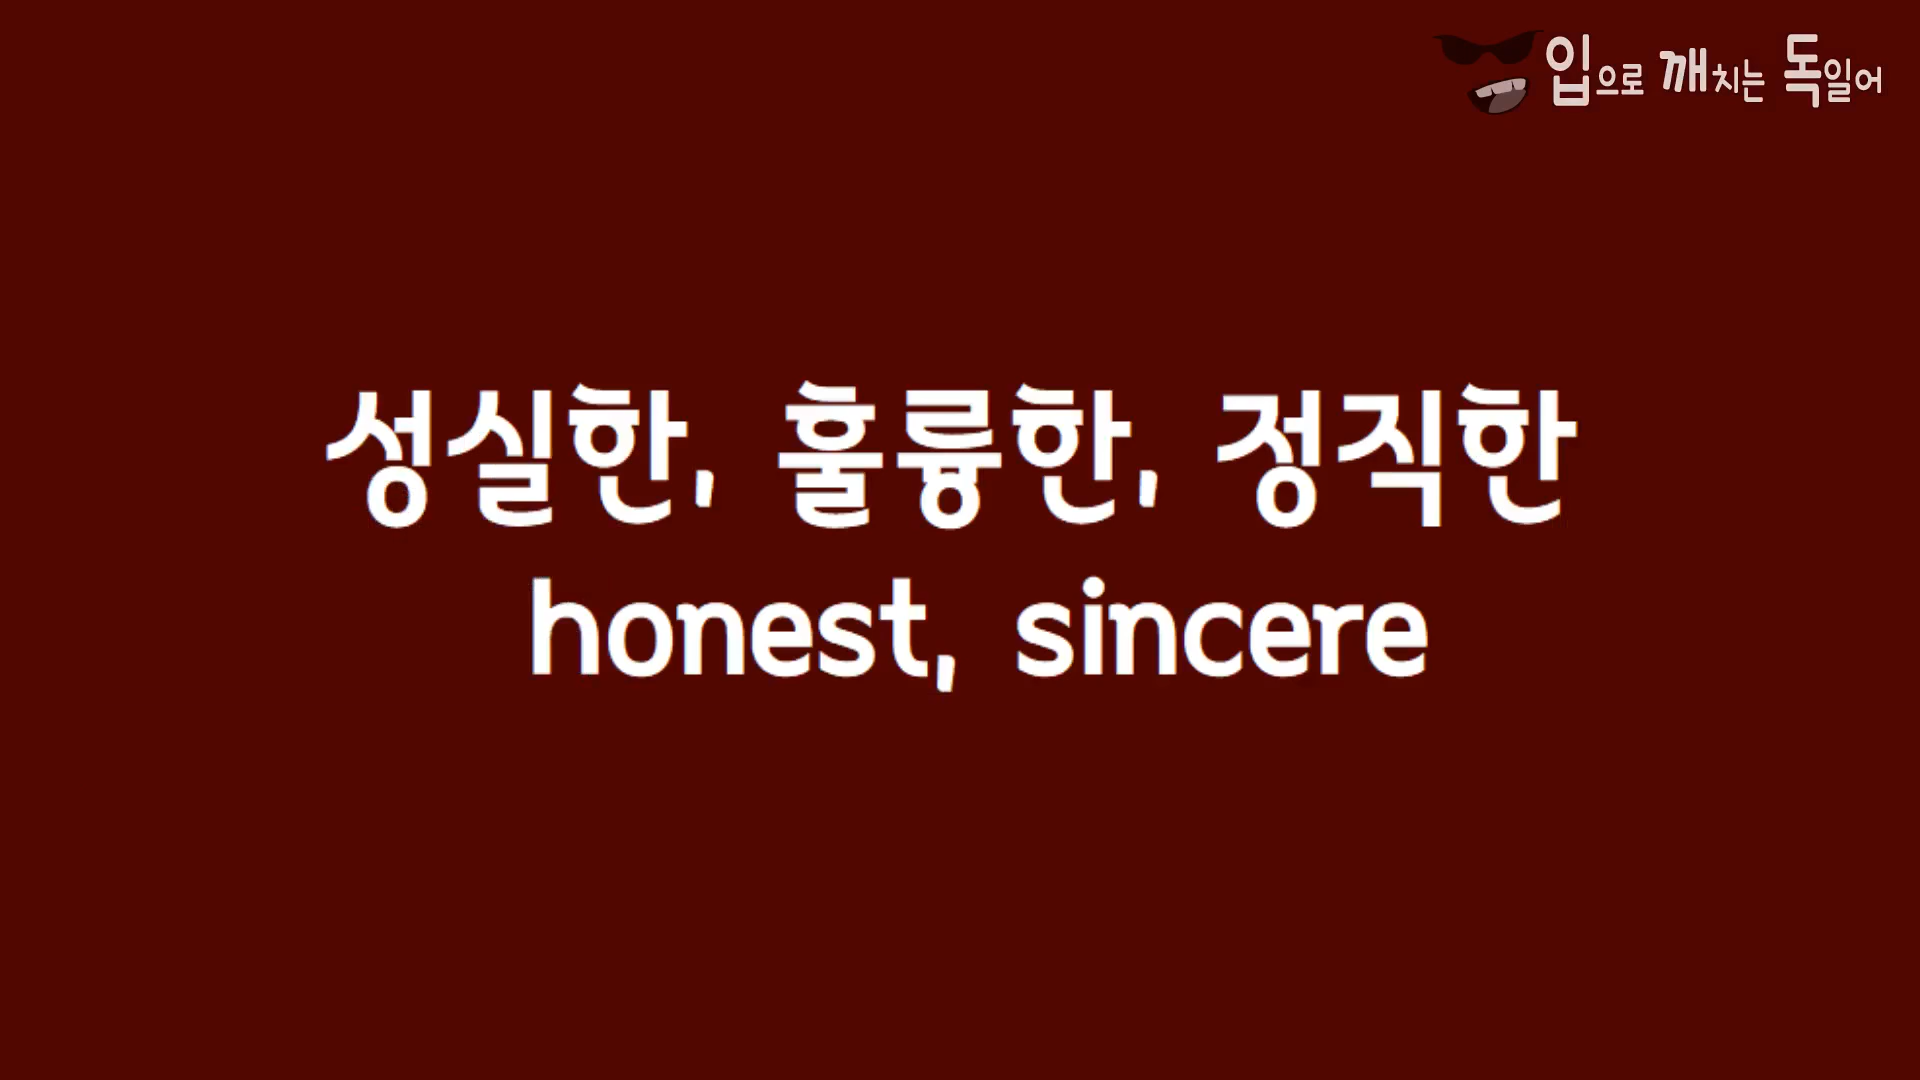 입으로 깨치는 독일어
성실한, 훌륭한, 정직한
honest, sincere